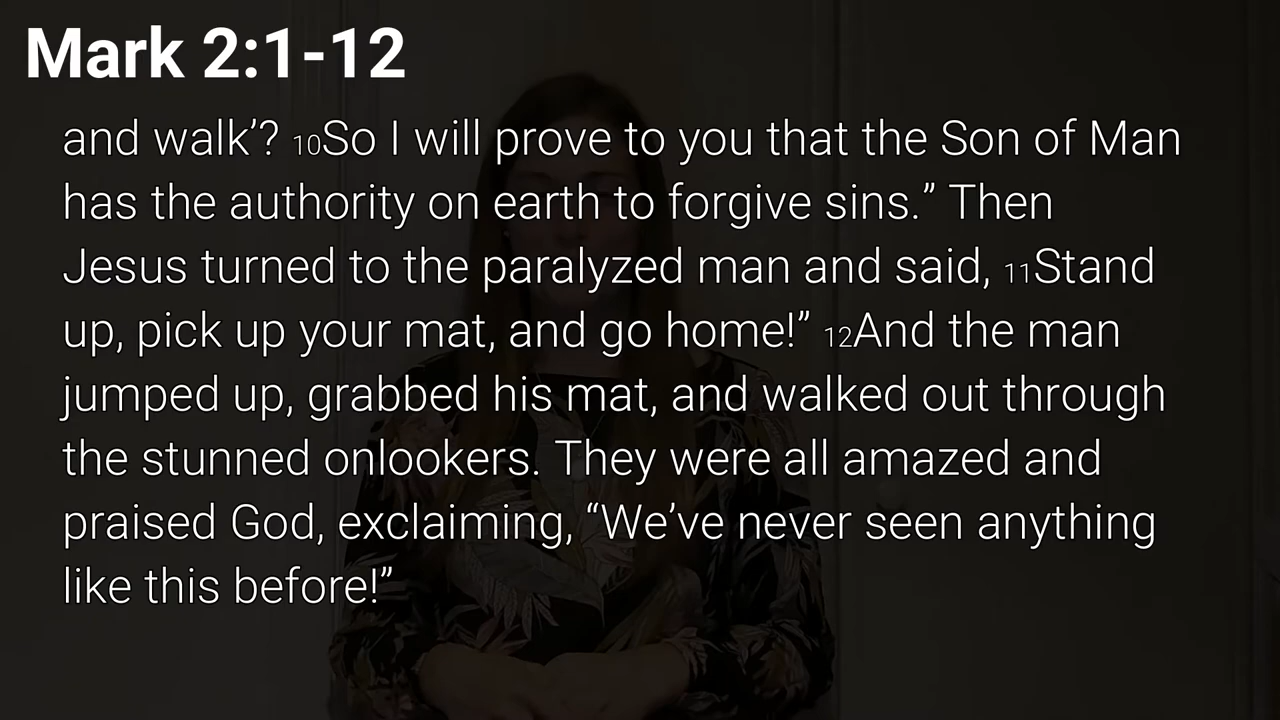 Mark 2:1-12
and walk’? 10So I will prove to you that the Son of Man
has the authority on earth to forgive sins.” Then
Jesus turned to the paralyzed man and said, 11Stand
up, pick up your mat, and go home!” 12And the man
jumped up, grabbed his mat, and walked out through
the stunned onlookers. They were all amazed and
praised God, exclaiming, “We’ve never seen anything
like this before!”